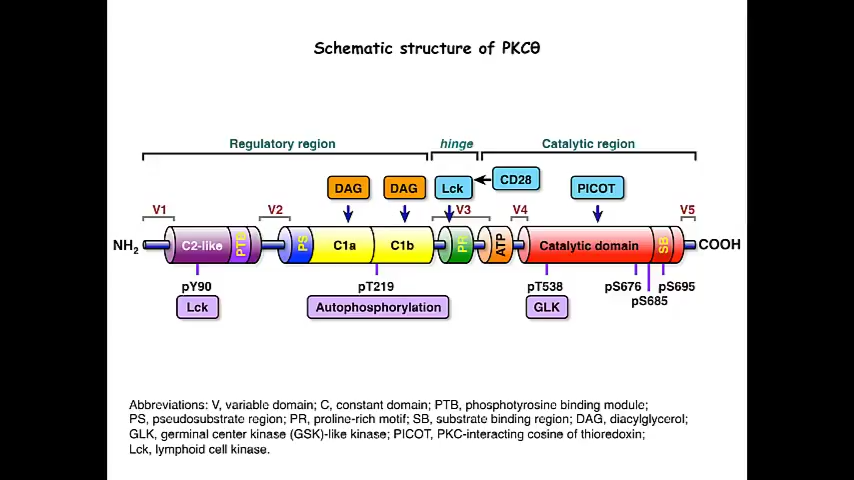 Schematic structure of PKCθ
Regulatory region hinge Catalytic region
DAG DAG Lck CD28 PICOT
V1 V2 V3 V4 V5
NH2 C2-like PTB PS C1a C1b PR ATP Catalytic domain SB COOH
pY90 pT219 pT538 pS676 pS695
pS685
Lck Autophosphorylation GLK
Abbreviations: V, variable domain; C, constant domain; PTB, phosphotyrosine binding module;
PS, pseudosubstrate region; PR, proline-rich motif; SB, substrate binding region; DAG, diacylglycerol;
GLK, germinal center kinase (GSK)-like kinase; PICOT, PKC-interacting cosine of thioredoxin;
Lck, lymphoid cell kinase.